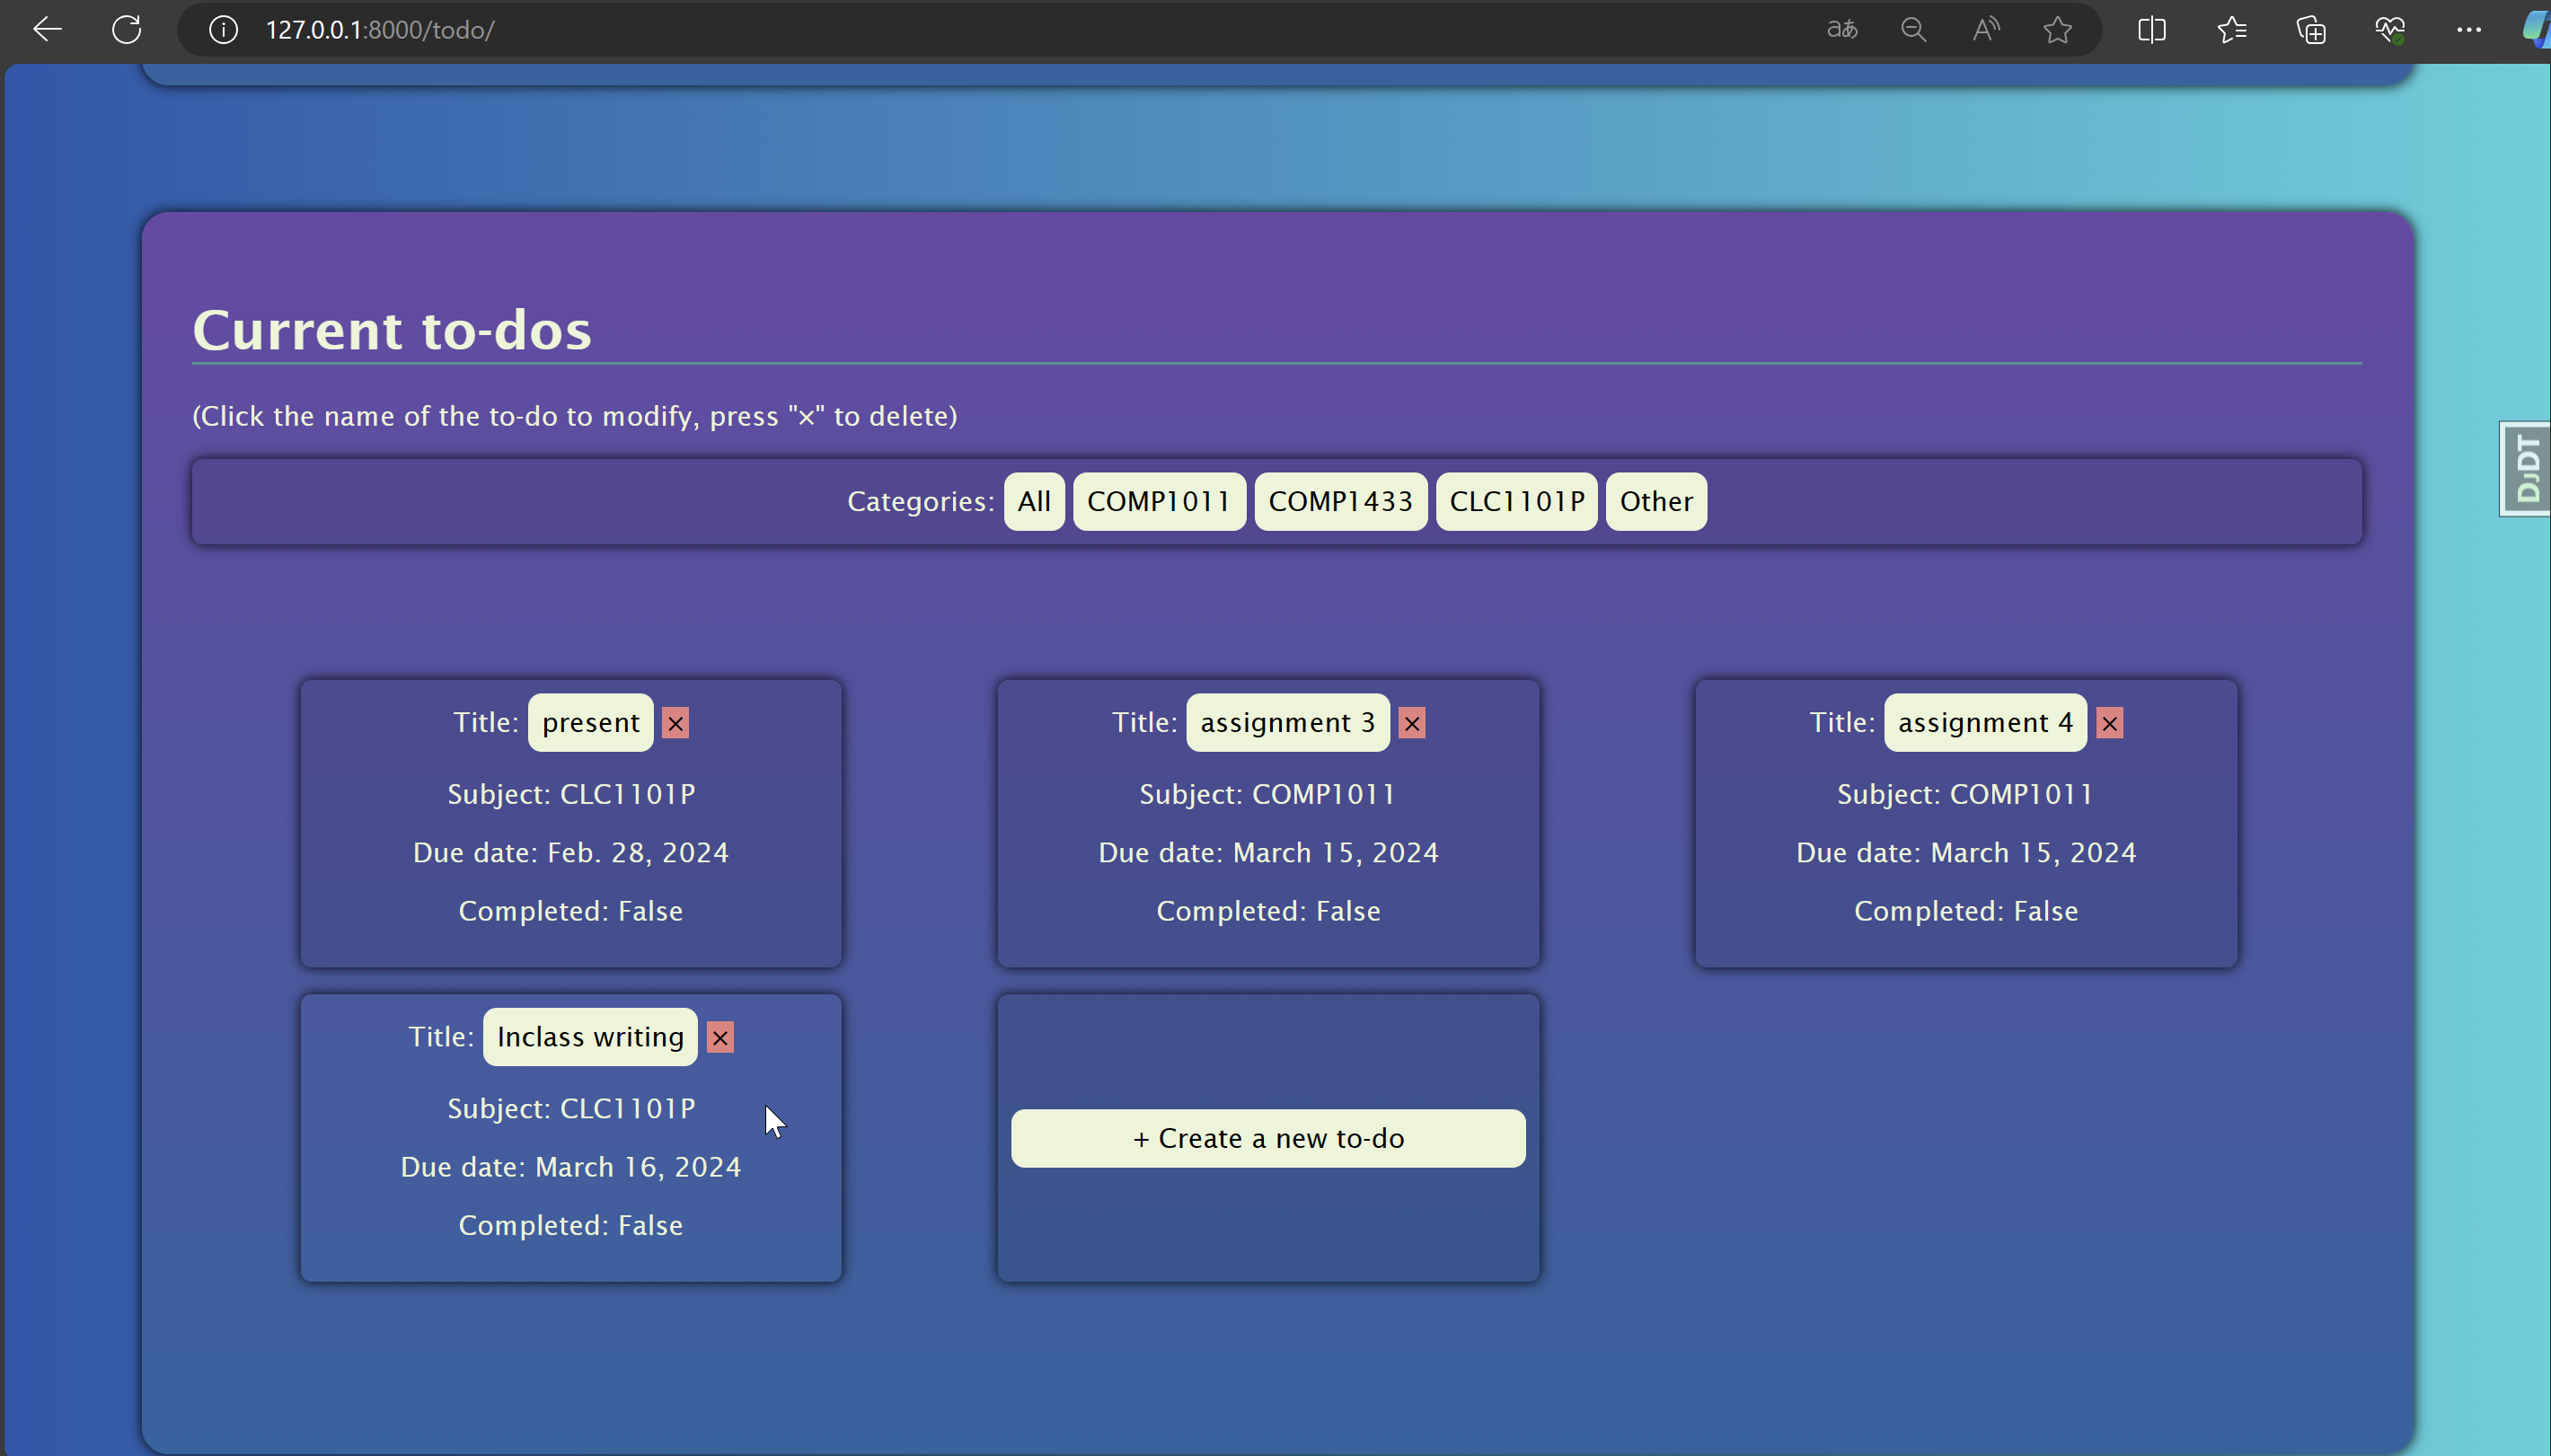 127.0.0.1:8000/todo/
Current to-dos
(Click the name of the to-do to modify, press "×" to delete)
Categories: All COMP1011 COMP1433 CLC1101P Other
DJDT
Title: present ×
Subject: CLC1101P
Due date: Feb. 28, 2024
Completed: False
Title: assignment 3 ×
Subject: COMP1011
Due date: March 15, 2024
Completed: False
Title: assignment 4 ×
Subject: COMP1011
Due date: March 15, 2024
Completed: False
Title: Inclass writing ×
Subject: CLC1101P
Due date: March 16, 2024
Completed: False
+ Create a new to-do